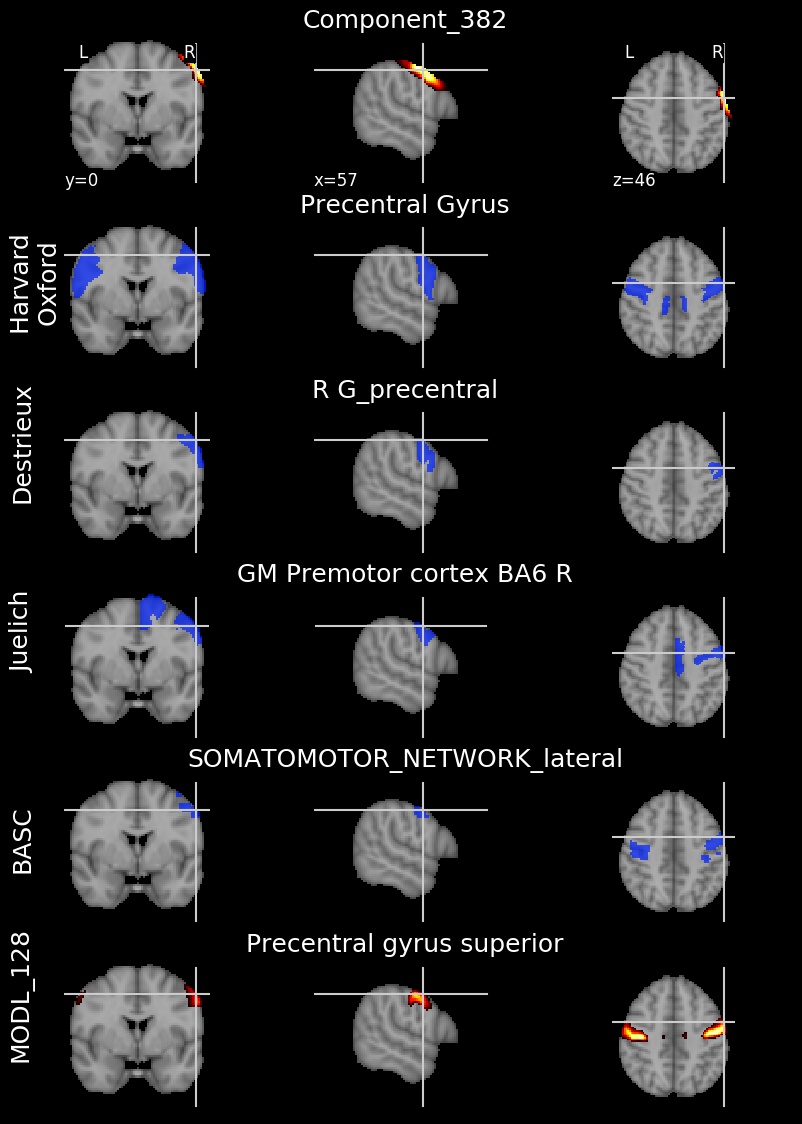 Component_382
L R L R
y=0 x=57 z=46
Precentral Gyrus
Harvard
Oxford
R G_precentral
Destrieux
GM Premotor cortex BA6 R
Juelich
SOMATOMOTOR_NETWORK_lateral
BASC
Precentral gyrus superior
MODL_128